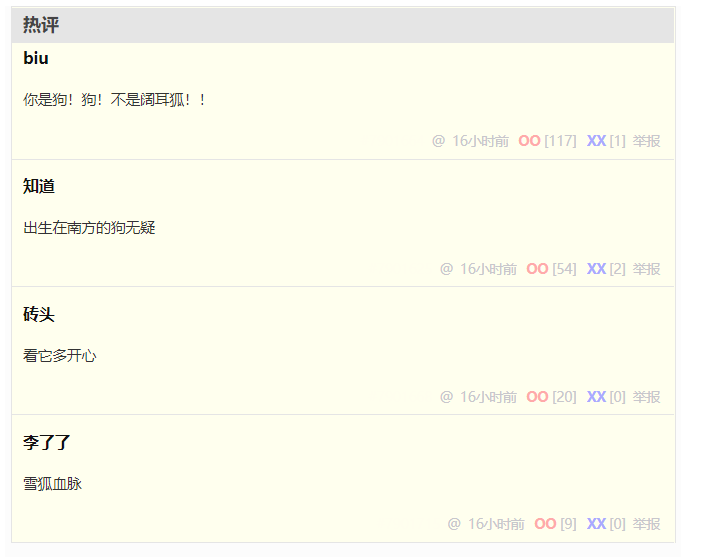 热评
biu
你是狗！狗！不是阔耳狐！！
@ 16小时前 OO [117] XX [1] 举报
知道
出生在南方的狗无疑
@ 16小时前 OO [54] XX [2] 举报
砖头
看它多开心
@ 16小时前 OO [20] XX [0] 举报
李了了
雪狐血脉
@ 16小时前 OO [9] XX [0] 举报